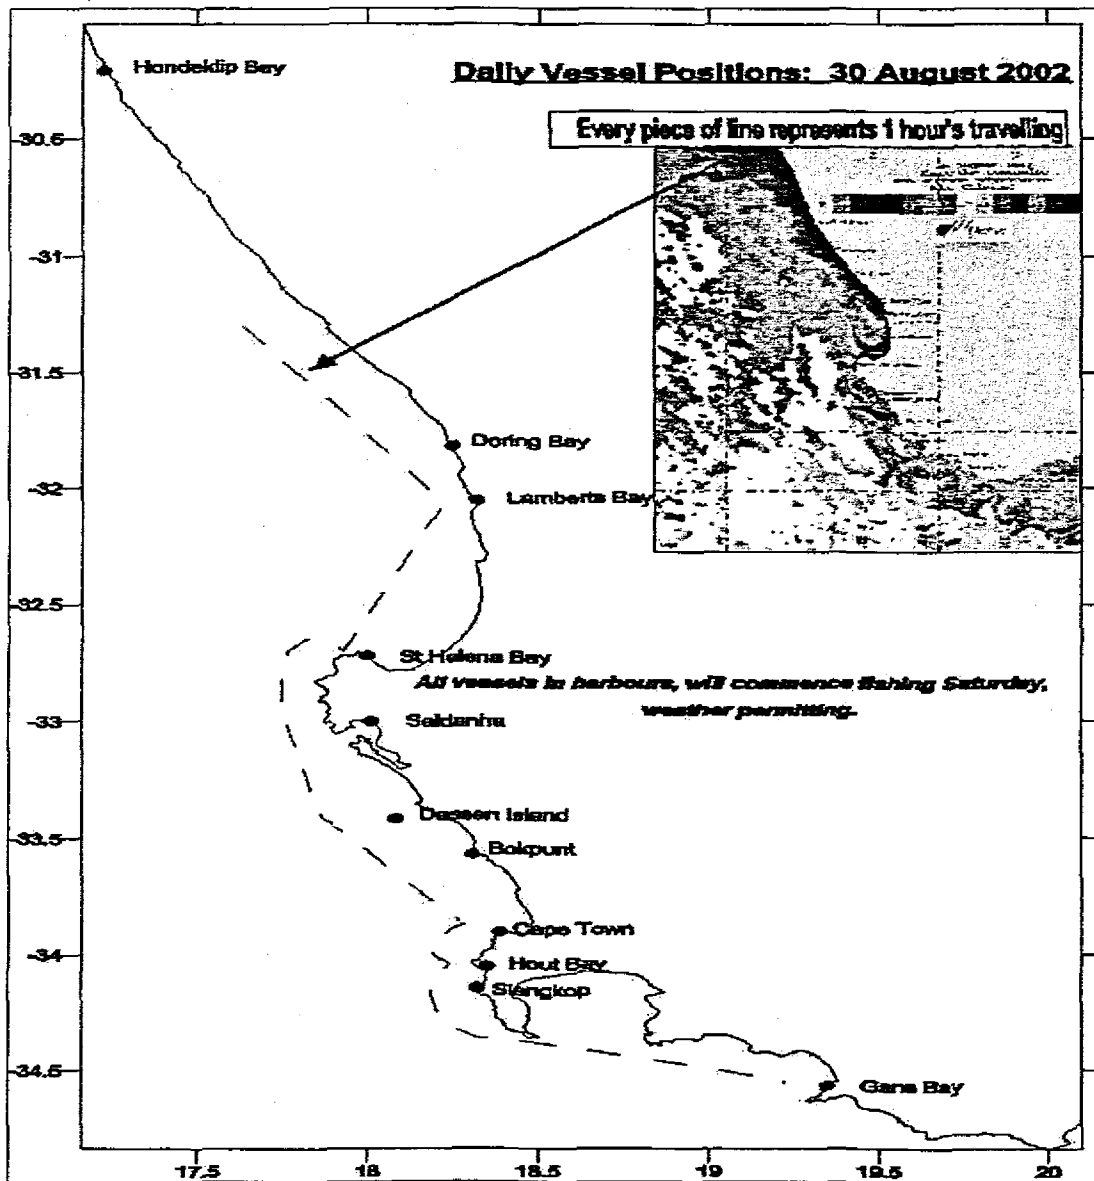 Hondeklip Bay
Daily Vessel Positions: 30 August 2002
Every piece of line represents 1 hour's travelling
-30.5
-31
-31.5
Doring Bay
-32
Lamberts Bay
-32.5
St Helena Bay
All vessels in harbours, will commence fishing Saturday,
weather permitting.
-33
Saldanha
Dassen Island
-33.5
Bokpunt
Cape Town
-34
Hout Bay
Slangkop
-34.5
Gans Bay
17.5 18 18.5 19 19.5 20